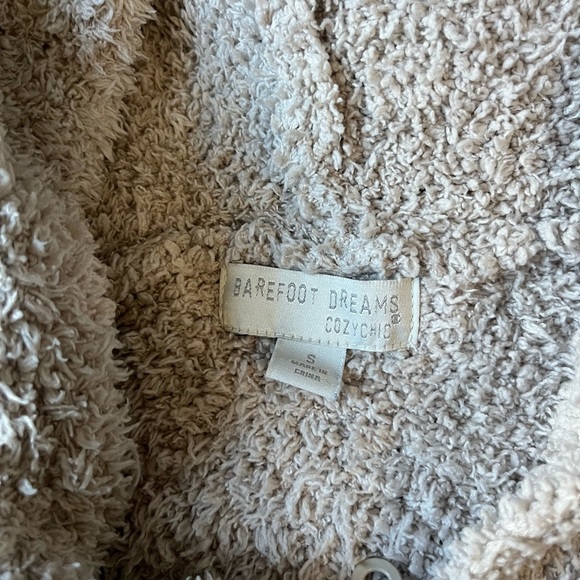 BAREFOOT DREAMS®
COZYCHIC
S
MADE IN
CHINA